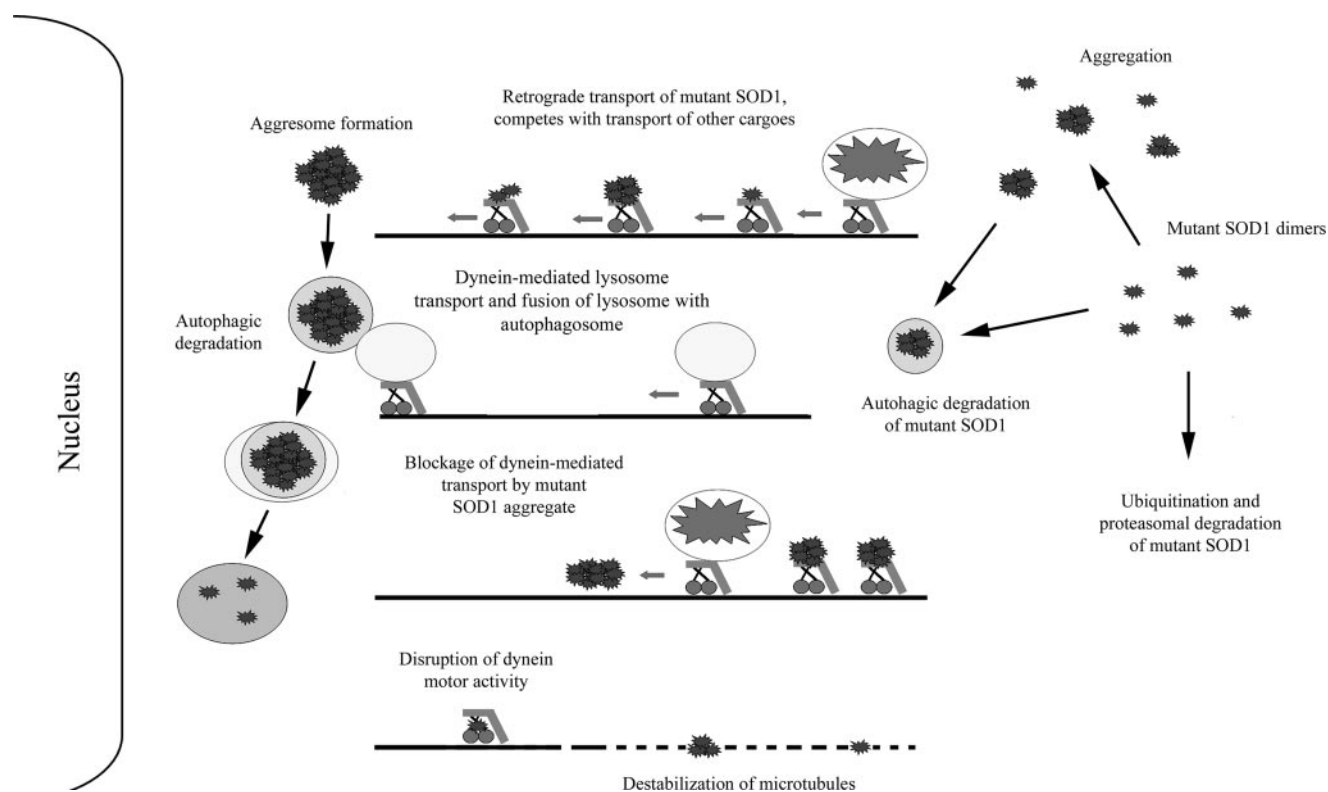 Nucleus
Aggresome formation
Retrograde transport of mutant SOD1,
competes with transport of other cargoes
Aggregation
Mutant SOD1 dimers
Dynein-mediated lysosome
transport and fusion of lysosome with
autophagosome
Autophagic
degradation
Autohagic degradation
of mutant SOD1
Blockage of dynein-mediated
transport by mutant
SOD1 aggregate
Ubiquitination and
proteasomal degradation
of mutant SOD1
Disruption of dynein
motor activity
Destabilization of microtubules